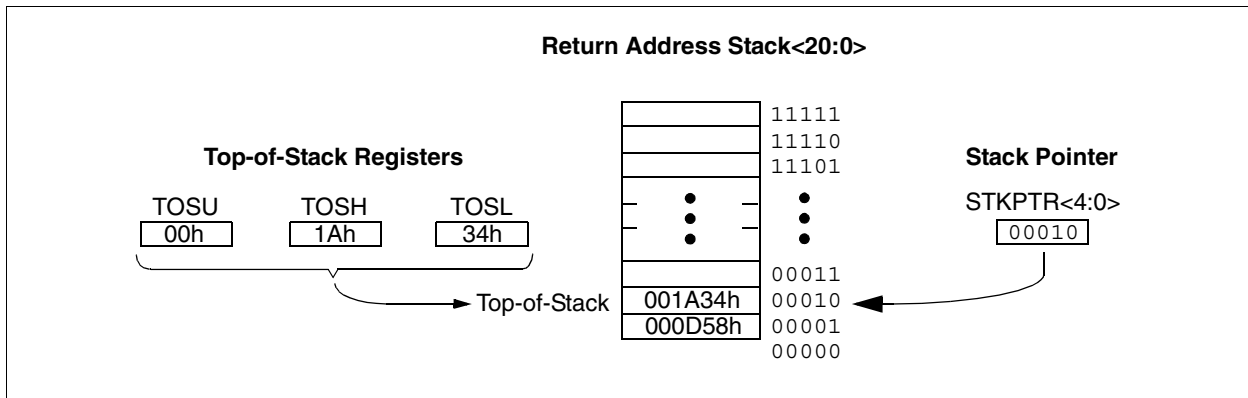 Return Address Stack<20:0>
Top-of-Stack Registers
TOSU TOSH TOSL
00h 1Ah 34h
Top-of-Stack
11111
11110
11101
00011
001A34h 00010
000D58h 00001
00000
Stack Pointer
STKPTR<4:0>
00010